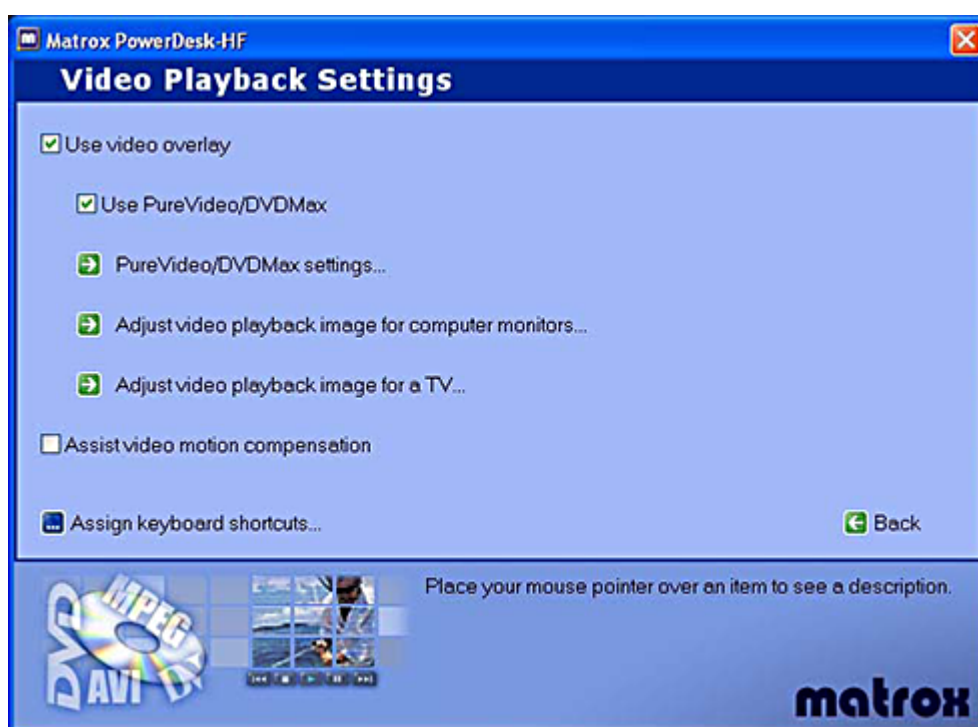 Matrox PowerDesk-HF
Video Playback Settings
Use video overlay
Use PureVideo/DVDMax
PureVideo/DVDMax settings...
Adjust video playback image for computer monitors...
Adjust video playback image for a TV...
Assist video motion compensation
Assign keyboard shortcuts...
Back
Place your mouse pointer over an item to see a description.
DVD
MPEG
AVI
matrox